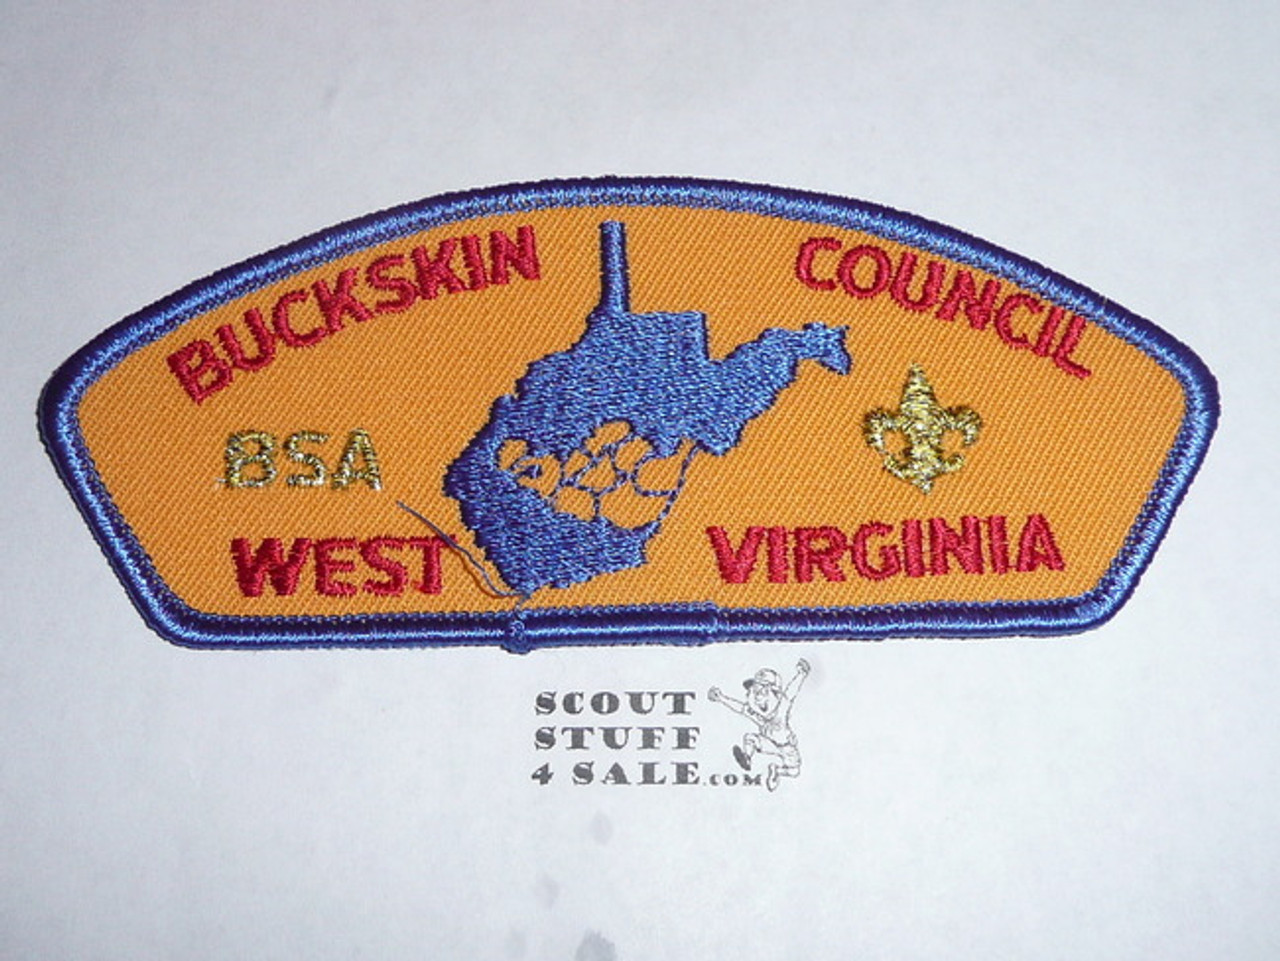 BUCKSKIN COUNCIL
BSA
WEST VIRGINIA
SCOUT
STUFF
4 SALE.COM